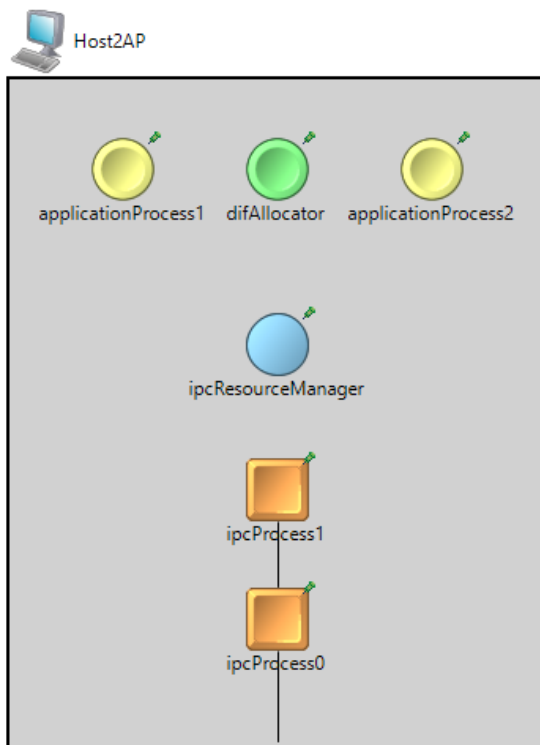 Host2AP
applicationProcess1 difAllocator applicationProcess2
ipcResourceManager
ipcProcess1
ipcProcess0